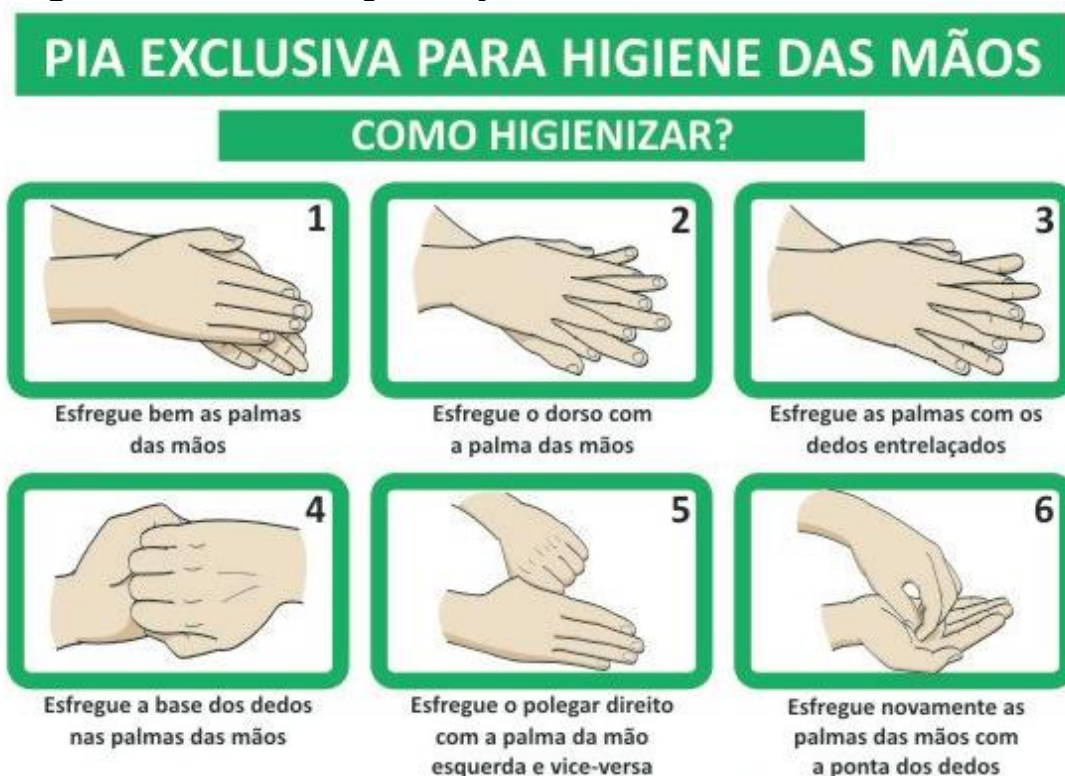 PIA EXCLUSIVA PARA HIGIENE DAS MÃOS
COMO HIGIENIZAR?
1
Esfregue bem as palmas
das mãos
2
Esfregue o dorso com
a palma das mãos
3
Esfregue as palmas com os
dedos entrelaçados
4
Esfregue a base dos dedos
nas palmas das mãos
5
Esfregue o polegar direito
com a palma da mão
esquerda e vice-versa
6
Esfregue novamente as
palmas das mãos com
a ponta dos dedos